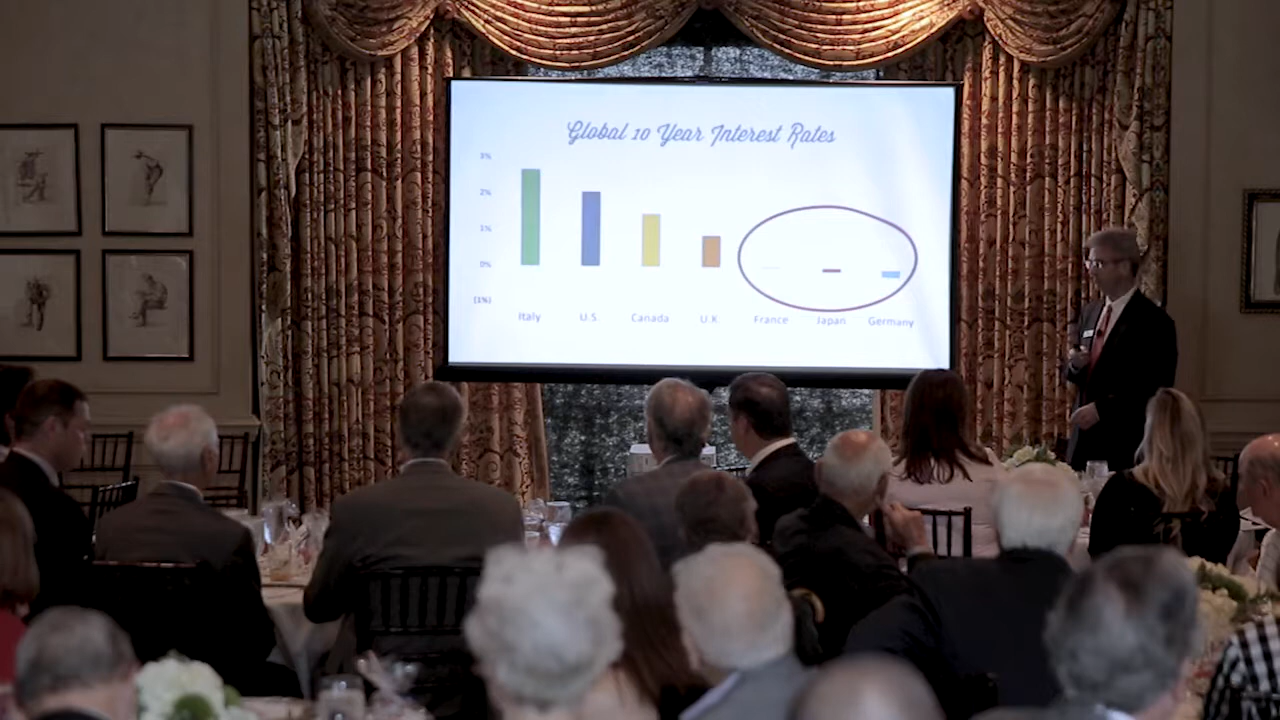 Global 10 Year Interest Rates
3%
2%
1%
0%
(1%)
Italy U.S. Canada U.K. France Japan Germany